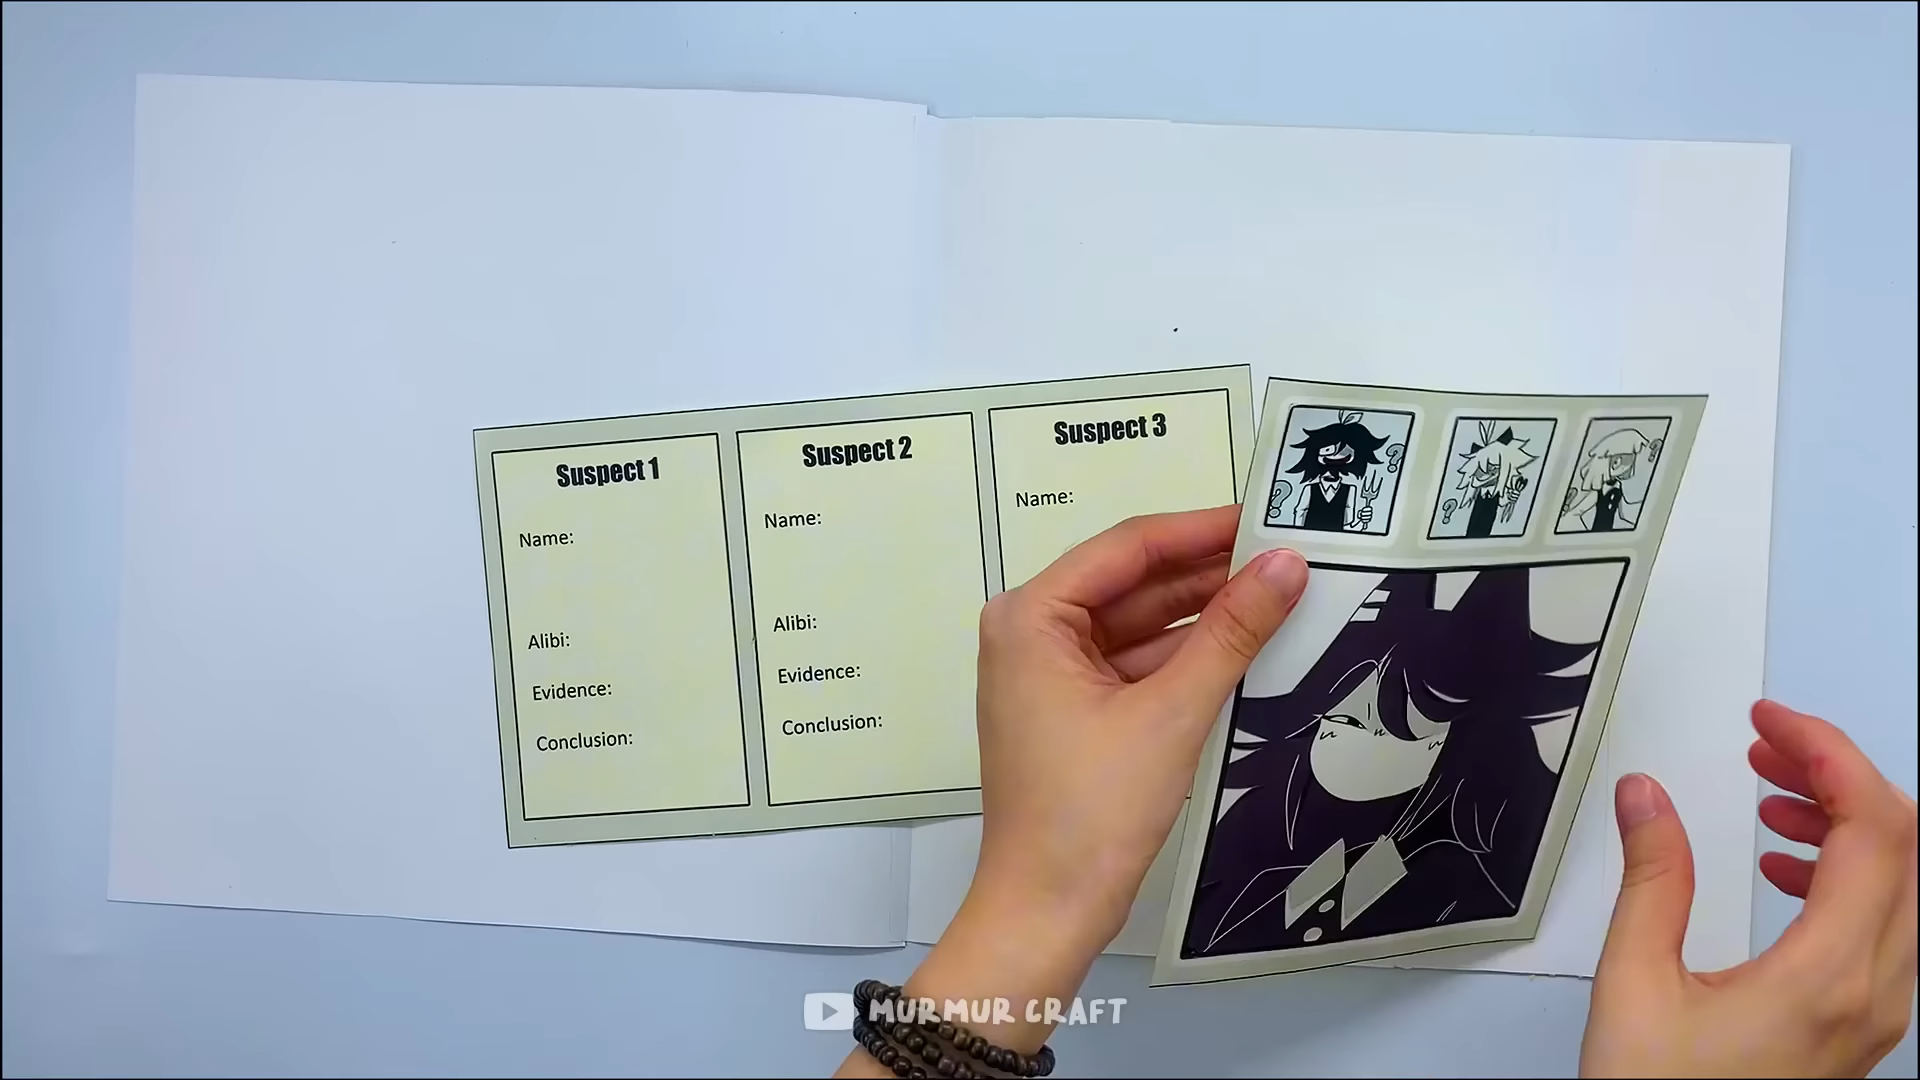 Suspect 1
Name:
Alibi:
Evidence:
Conclusion:
Suspect 2
Name:
Alibi:
Evidence:
Conclusion:
Suspect 3
Name:
?
?
?
?
?
MURMUR CRAFT